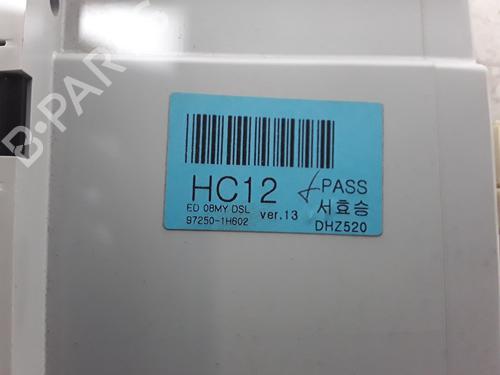 B-PARTS
HC12 PASS
ED 08MY DSL ver.13 서효승
97250-1H602 DHZ520